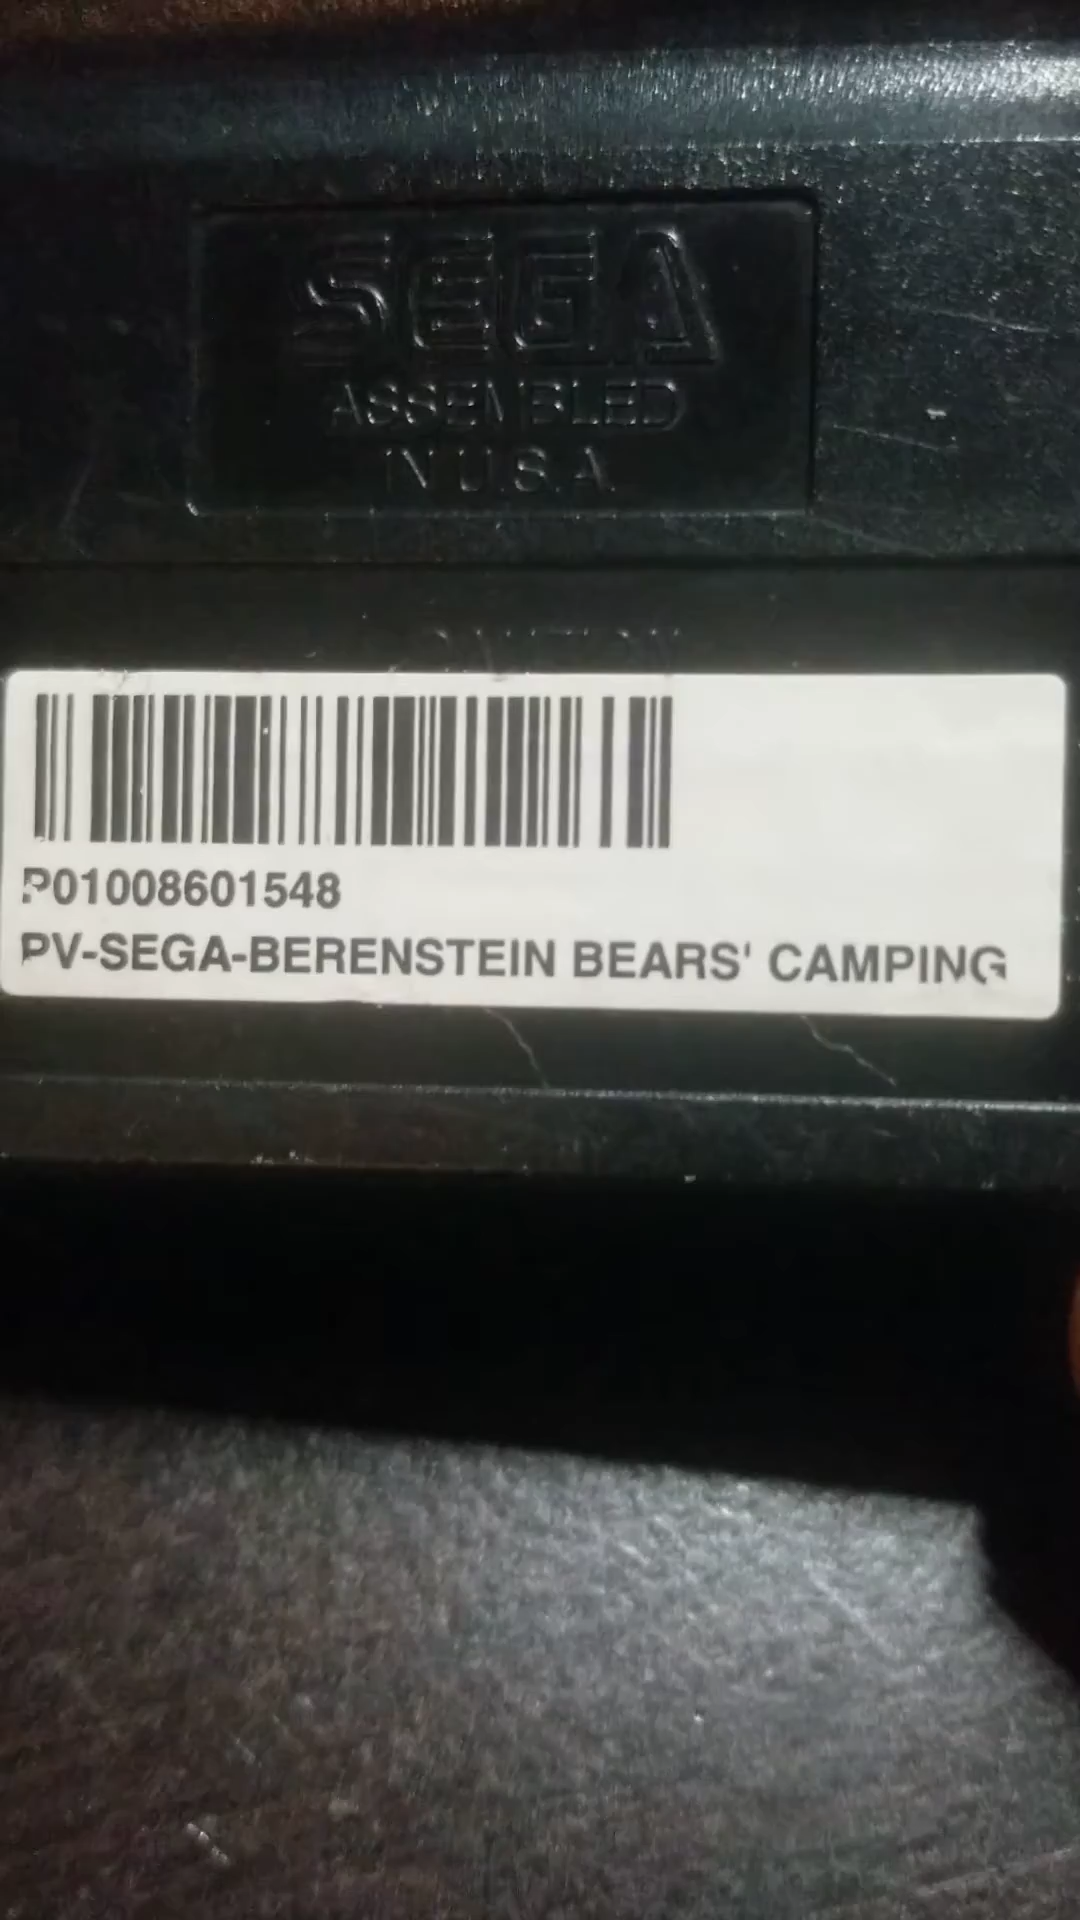 SEGA
ASSEMBLED
IN U.S.A.
P01008601548
PV-SEGA-BERENSTEIN BEARS' CAMPING